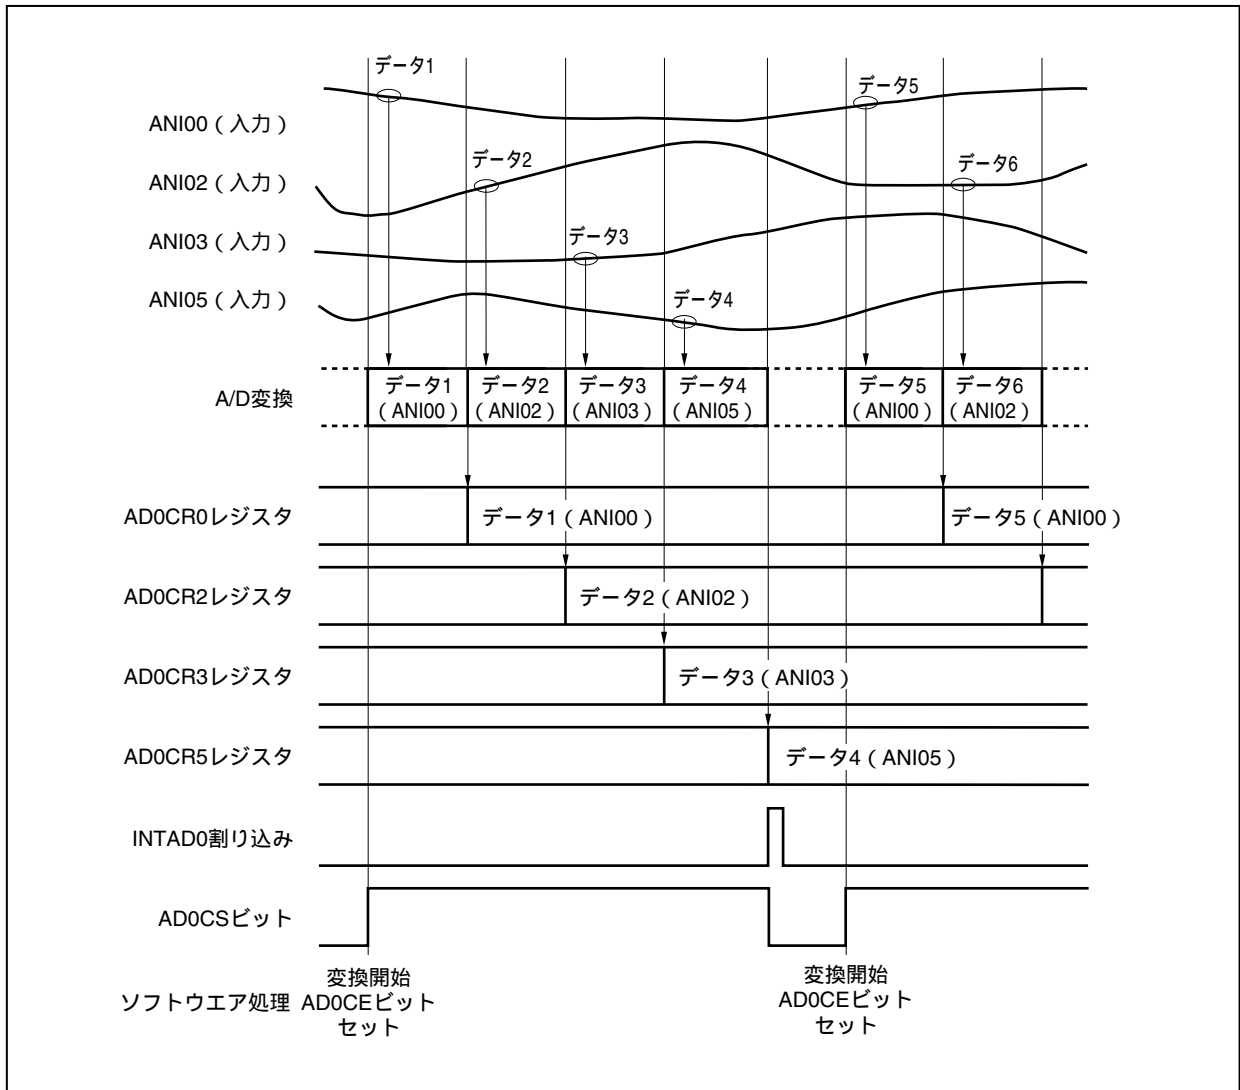 データ1
データ5
ANI00（入力）
データ2
データ6
ANI02（入力）
データ3
ANI03（入力）
データ4
ANI05（入力）
A/D変換
データ1
（ANI00）
データ2
（ANI02）
データ3
（ANI03）
データ4
（ANI05）
データ5
（ANI00）
データ6
（ANI02）
AD0CR0レジスタ
データ1（ANI00）
データ5（ANI00）
AD0CR2レジスタ
データ2（ANI02）
AD0CR3レジスタ
データ3（ANI03）
AD0CR5レジスタ
データ4（ANI05）
INTAD0割り込み
AD0CSビット
ソフトウエア処理
変換開始
AD0CEビット
セット
変換開始
AD0CEビット
セット